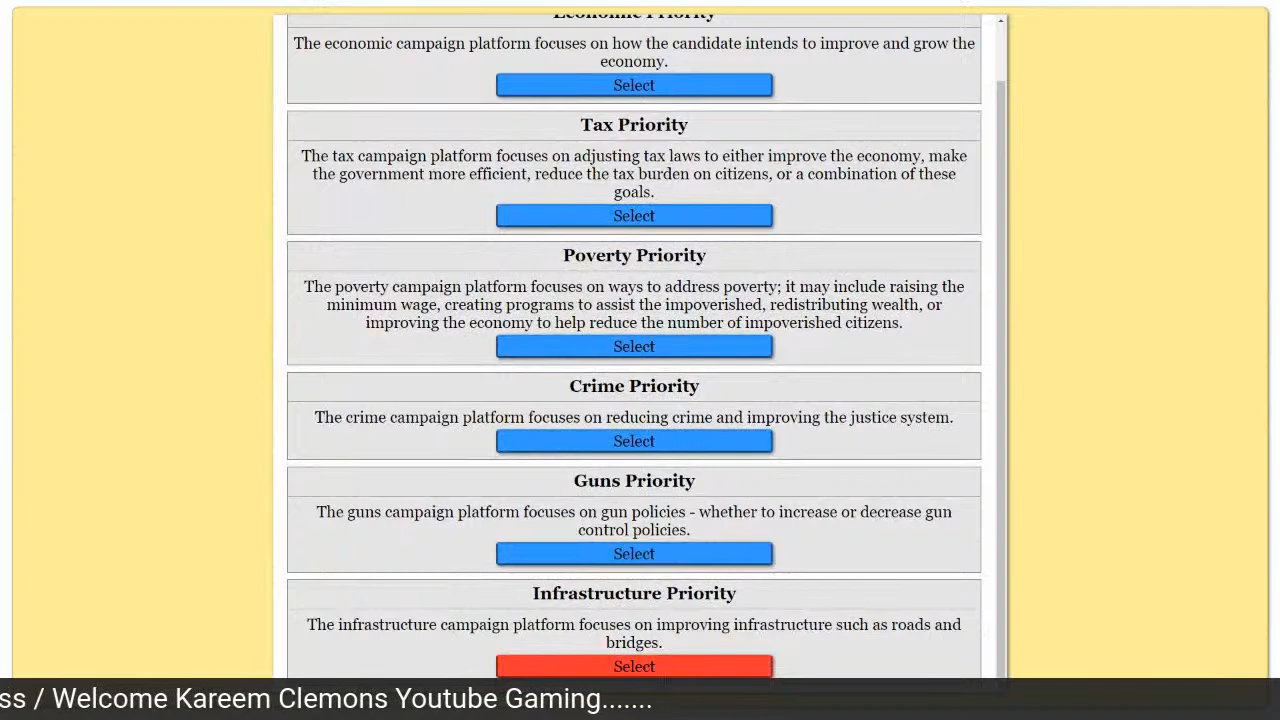 Economic Priority
The economic campaign platform focuses on how the candidate intends to improve and grow the
economy.
Select
Tax Priority
The tax campaign platform focuses on adjusting tax laws to either improve the economy, make
the government more efficient, reduce the tax burden on citizens, or a combination of these
goals.
Select
Poverty Priority
The poverty campaign platform focuses on ways to address poverty; it may include raising the
minimum wage, creating programs to assist the impoverished, redistributing wealth, or
improving the economy to help reduce the number of impoverished citizens.
Select
Crime Priority
The crime campaign platform focuses on reducing crime and improving the justice system.
Select
Guns Priority
The guns campaign platform focuses on gun policies - whether to increase or decrease gun
control policies.
Select
Infrastructure Priority
The infrastructure campaign platform focuses on improving infrastructure such as roads and
bridges.
Select
ss / Welcome Kareem Clemons Youtube Gaming.......